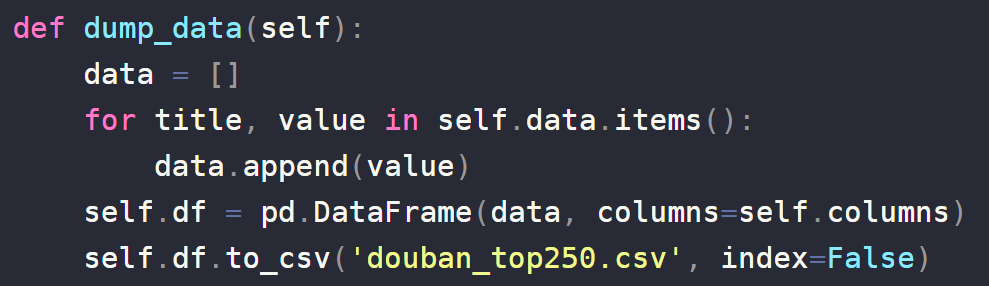 def dump_data(self):
    data = []
    for title, value in self.data.items():
        data.append(value)
    self.df = pd.DataFrame(data, columns=self.columns)
    self.df.to_csv('douban_top250.csv', index=False)